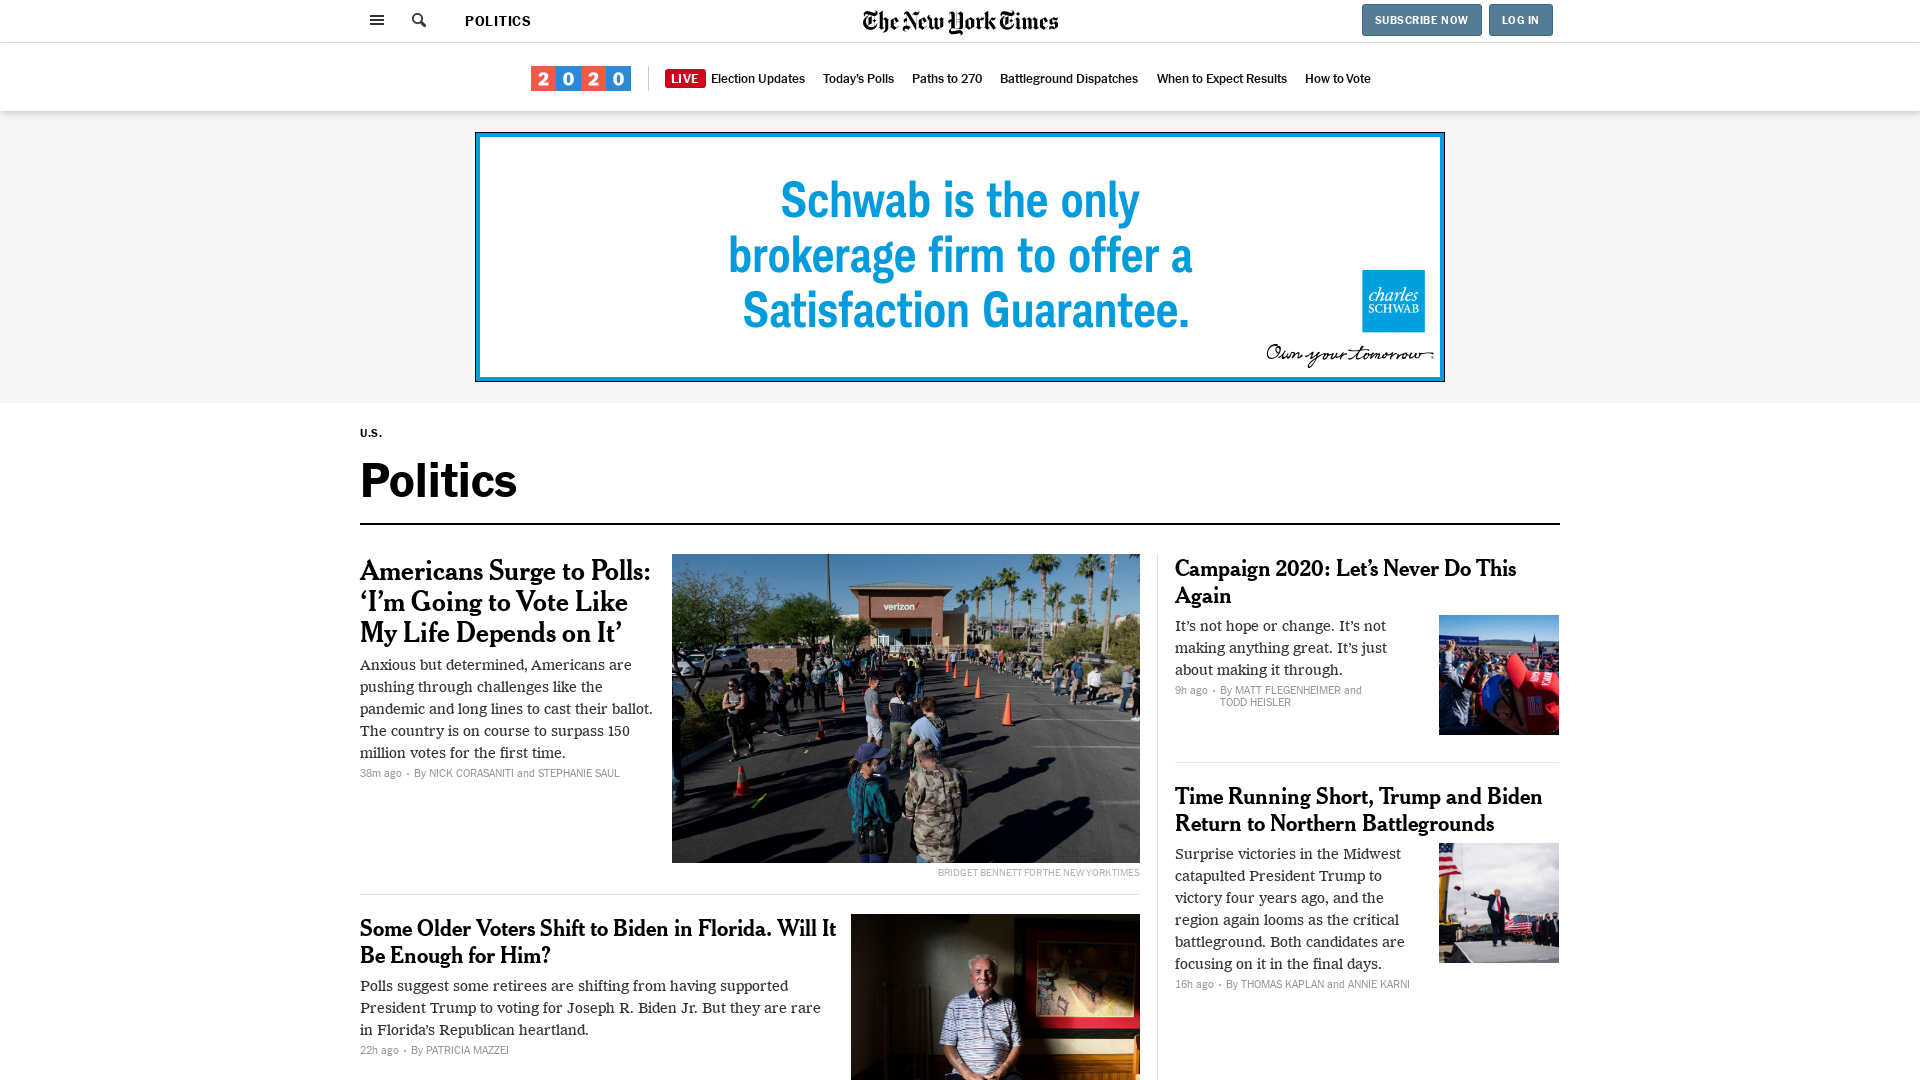 POLITICS
The New York Times
SUBSCRIBE NOW
LOG IN
2020
LIVE Election Updates
Today's Polls
Paths to 270
Battleground Dispatches
When to Expect Results
How to Vote
Schwab is the only
brokerage firm to offer a
Satisfaction Guarantee.
charles
SCHWAB
Own your tomorrow
U.S.
Politics
Americans Surge to Polls:
‘I’m Going to Vote Like
My Life Depends on It’
Anxious but determined, Americans are
pushing through challenges like the
pandemic and long lines to cast their ballot.
The country is on course to surpass 150
million votes for the first time.
38m ago • By NICK CORASANITI and STEPHANIE SAUL
verizon
BRIDGET BENNETT FOR THE NEW YORK TIMES
Some Older Voters Shift to Biden in Florida. Will It
Be Enough for Him?
Polls suggest some retirees are shifting from having supported
President Trump to voting for Joseph R. Biden Jr. But they are rare
in Florida’s Republican heartland.
22h ago • By PATRICIA MAZZEI
Campaign 2020: Let’s Never Do This
Again
It’s not hope or change. It’s not
making anything great. It’s just
about making it through.
9h ago • By MATT FLEGENHEIMER and
TODD HEISLER
Time Running Short, Trump and Biden
Return to Northern Battlegrounds
Surprise victories in the Midwest
catapulted President Trump to
victory four years ago, and the
region again looms as the critical
battleground. Both candidates are
focusing on it in the final days.
16h ago • By THOMAS KAPLAN and ANNIE KARNI